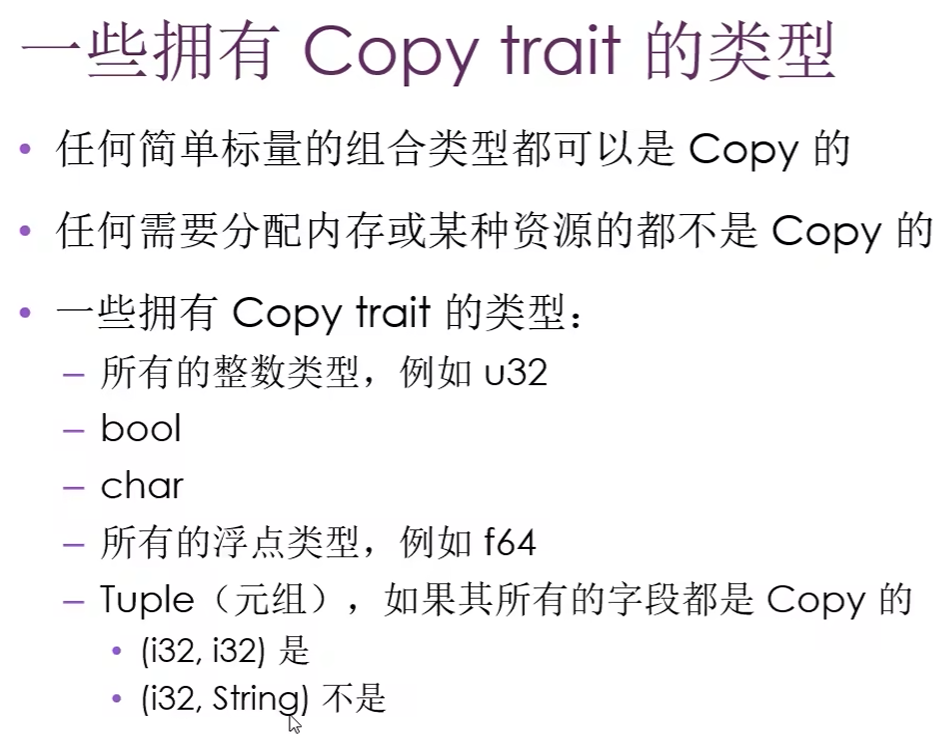 一些拥有 Copy trait 的类型
• 任何简单标量的组合类型都可以是 Copy 的
• 任何需要分配内存或某种资源的都不是 Copy 的
• 一些拥有 Copy trait 的类型：
– 所有的整数类型，例如 u32
– bool
– char
– 所有的浮点类型，例如 f64
– Tuple（元组），如果其所有的字段都是 Copy 的
• (i32, i32) 是
• (i32, String) 不是